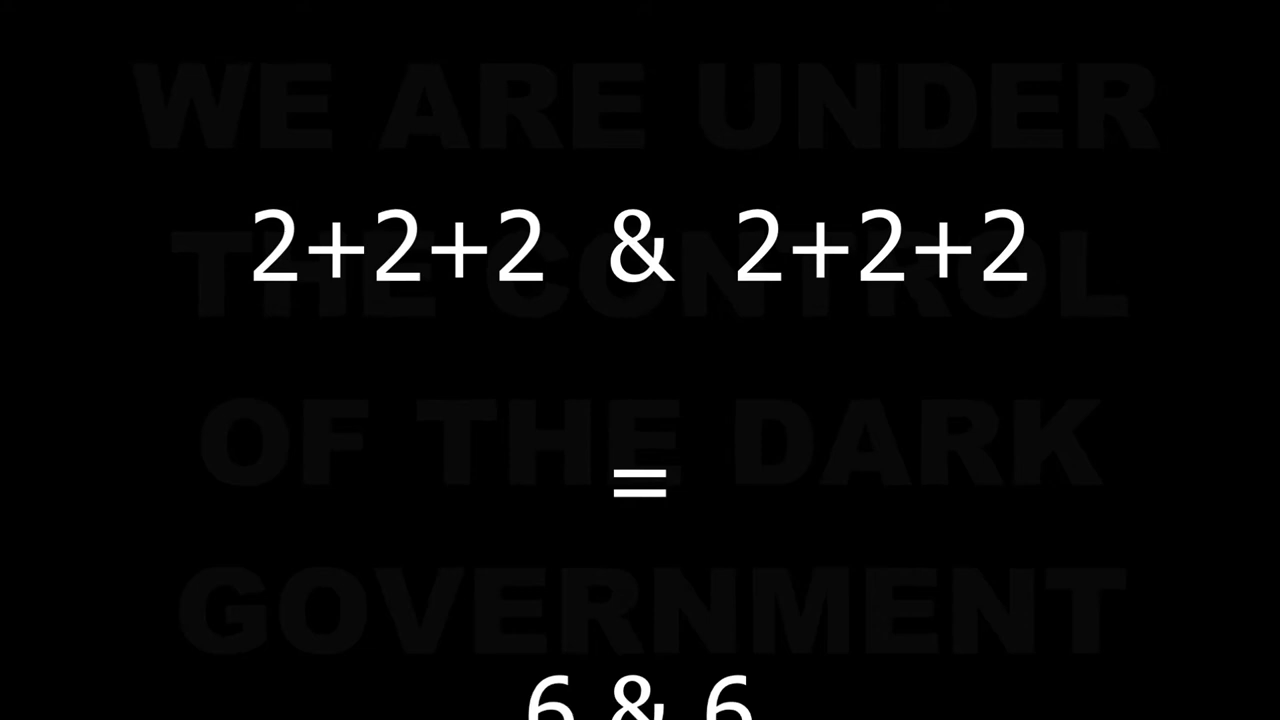 WE ARE UNDER
2+2+2 & 2+2+2
THE CONTROL
OF THE DARK
=
GOVERNMENT
6 & 6